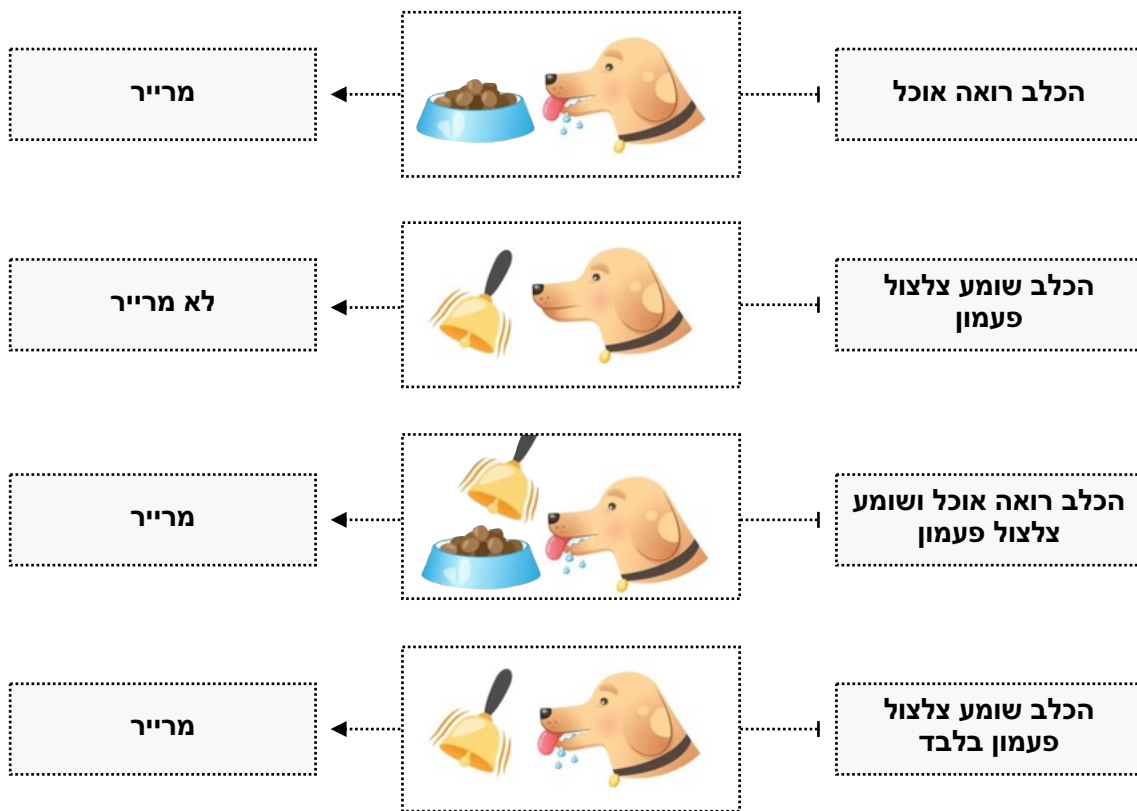 הכלב רואה אוכל
מרייר
הכלב שומע צלצול
פעמון
לא מרייר
הכלב רואה אוכל ושומע
צלצול פעמון
מרייר
הכלב שומע צלצול
פעמון בלבד
מרייר